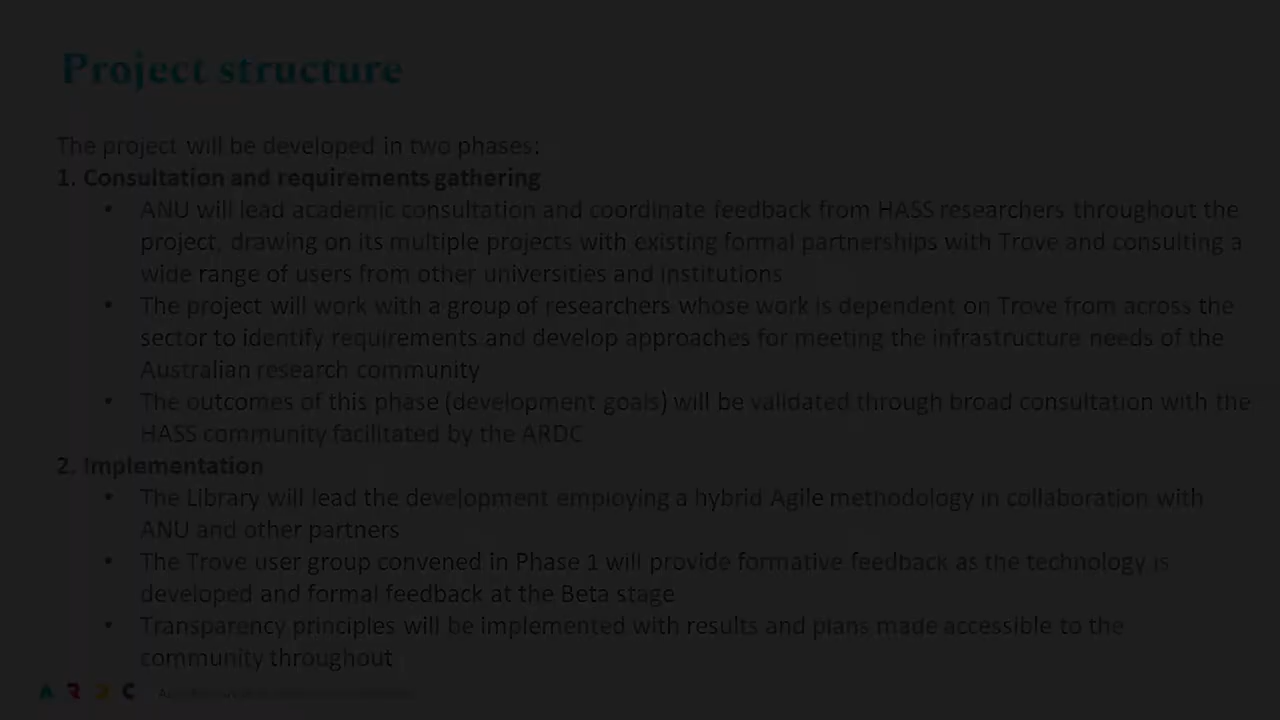 Project structure
The project will be developed in two phases:
1. Consultation and requirements gathering
• ANU will lead academic consultation and coordinate feedback from HASS researchers throughout the
project, drawing on its multiple projects with existing formal partnerships with Trove and consulting a
wide range of users from other universities and institutions
• The project will work with a group of researchers whose work is dependent on Trove from across the
sector to identify requirements and develop approaches for meeting the infrastructure needs of the
Australian research community
• The outcomes of this phase (development goals) will be validated through broad consultation with the
HASS community facilitated by the ARDC
2. Implementation
• The Library will lead the development employing a hybrid Agile methodology in collaboration with
ANU and other partners
• The Trove user group convened in Phase 1 will provide formative feedback as the technology is
developed and formal feedback at the Beta stage
• Transparency principles will be implemented with results and plans made accessible to the
community throughout
ARDC